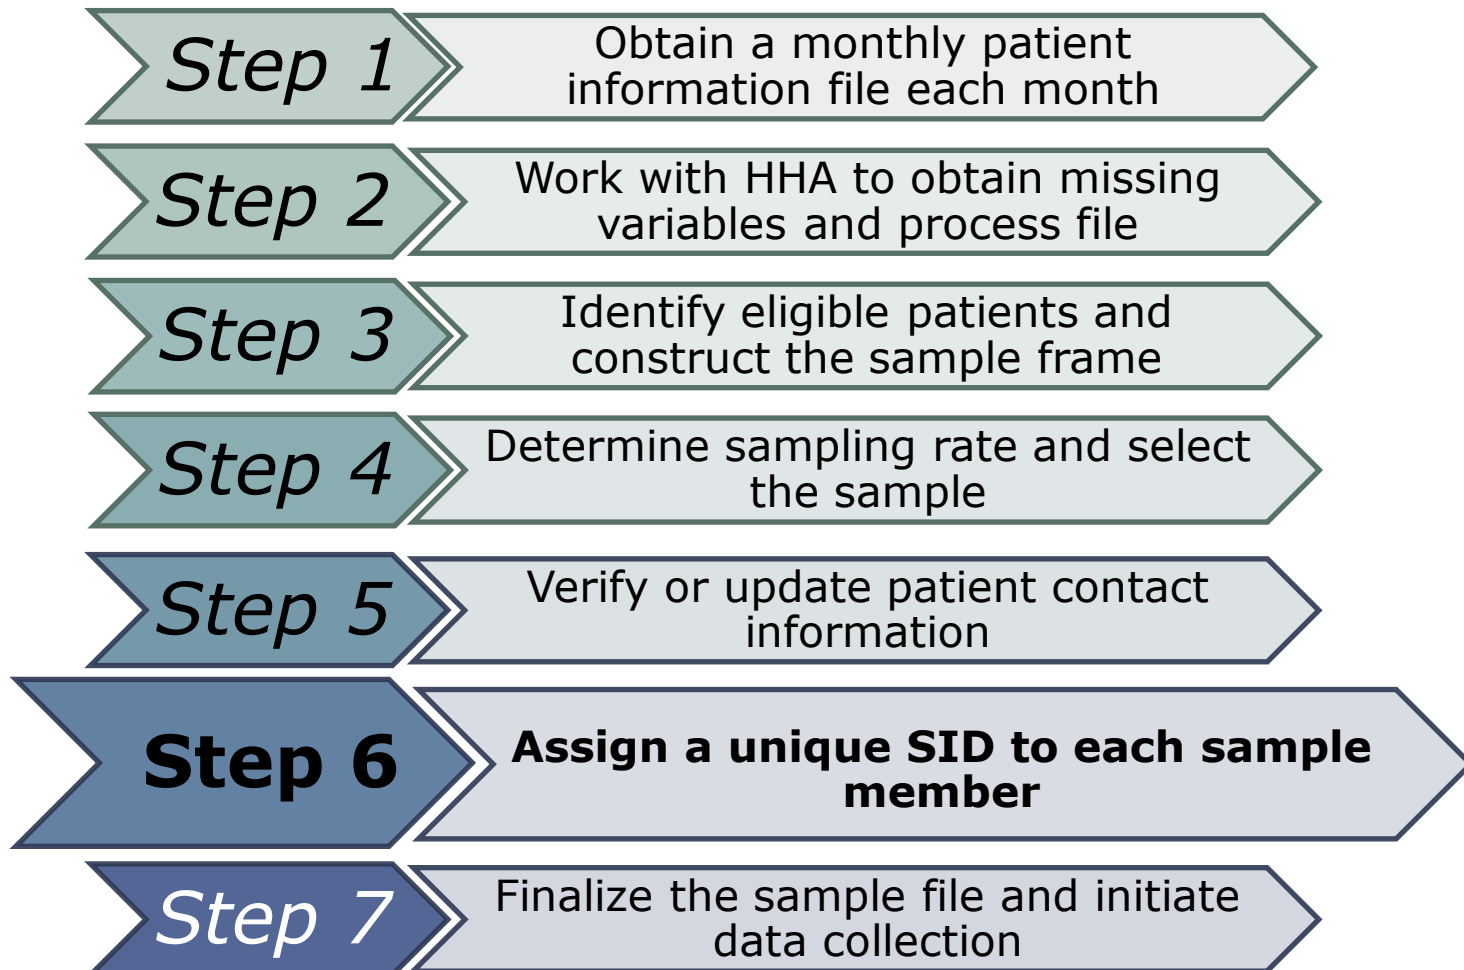 Step 1
Obtain a monthly patient
information file each month
Step 2
Work with HHA to obtain missing
variables and process file
Step 3
Identify eligible patients and
construct the sample frame
Step 4
Determine sampling rate and select
the sample
Step 5
Verify or update patient contact
information
Step 6
Assign a unique SID to each sample
member
Step 7
Finalize the sample file and initiate
data collection